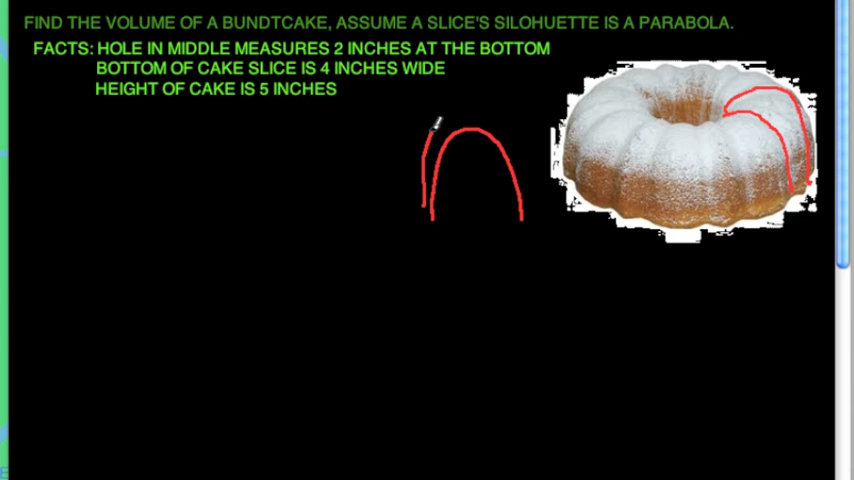 FIND THE VOLUME OF A BUNDTCAKE, ASSUME A SLICE'S SILOHUETTE IS A PARABOLA.
FACTS: HOLE IN MIDDLE MEASURES 2 INCHES AT THE BOTTOM
BOTTOM OF CAKE SLICE IS 4 INCHES WIDE
HEIGHT OF CAKE IS 5 INCHES